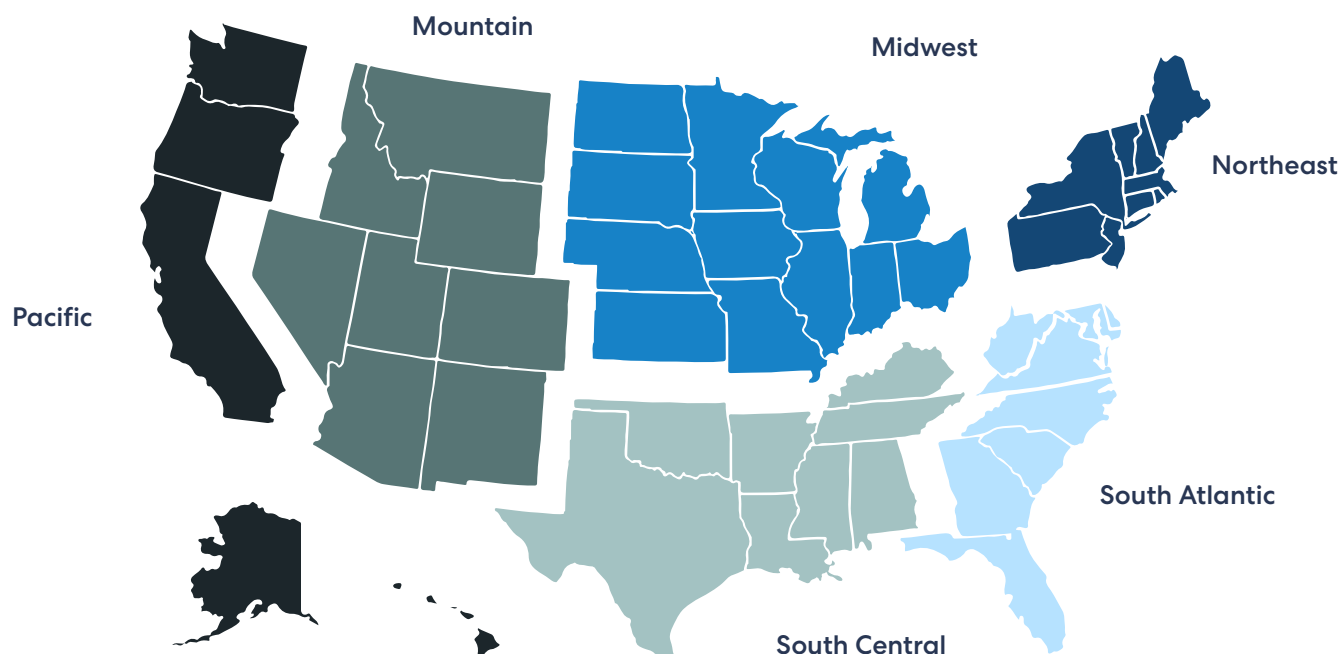 Mountain
Midwest
Northeast
Pacific
South Atlantic
South Central